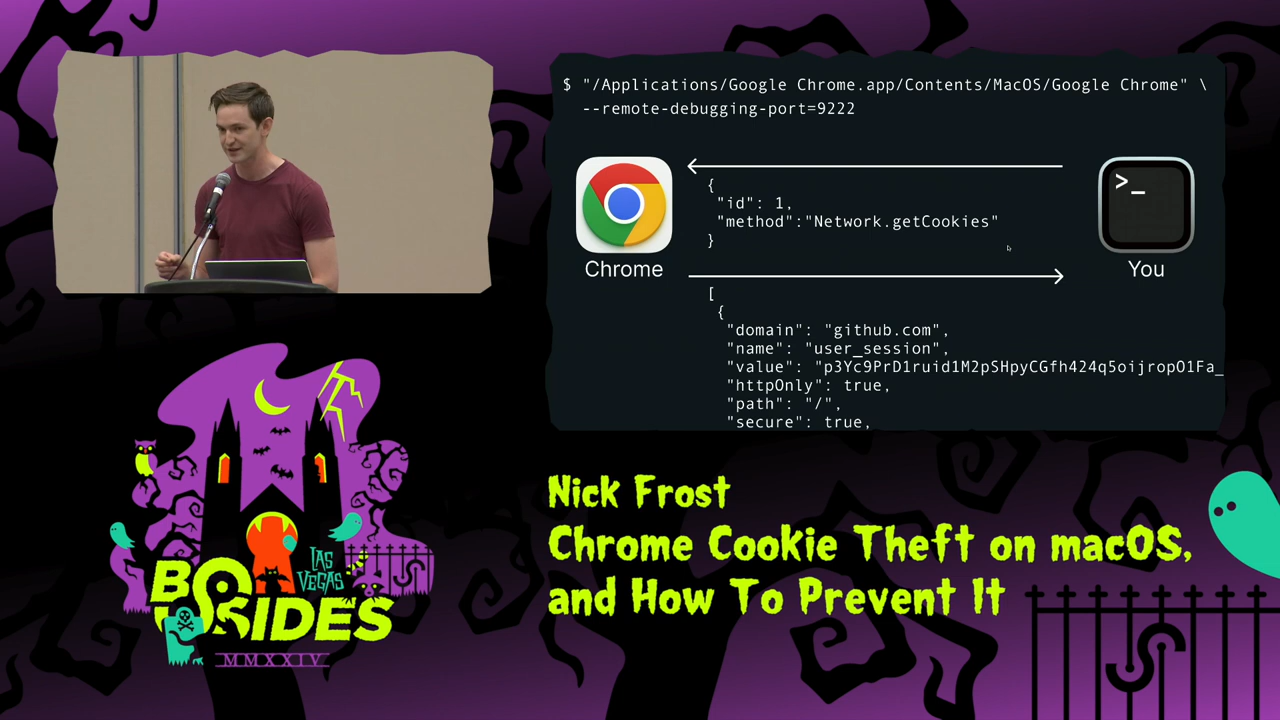 $ "/Applications/Google Chrome.app/Contents/MacOS/Google Chrome" \
--remote-debugging-port=9222
{
"id": 1,
"method":"Network.getCookies"
}
Chrome
>_
You
[
{
"domain": "github.com",
"name": "user_session",
"value": "p3Yc9PrD1ruid1M2pSHpyCGfh424q5oijropO1Fa_
"httpOnly": true,
"path": "/",
"secure": true,
LAS
VEGAS
BSIDES
MMXXIV
Nick Frost
Chrome Cookie Theft on macOS,
and How To Prevent It